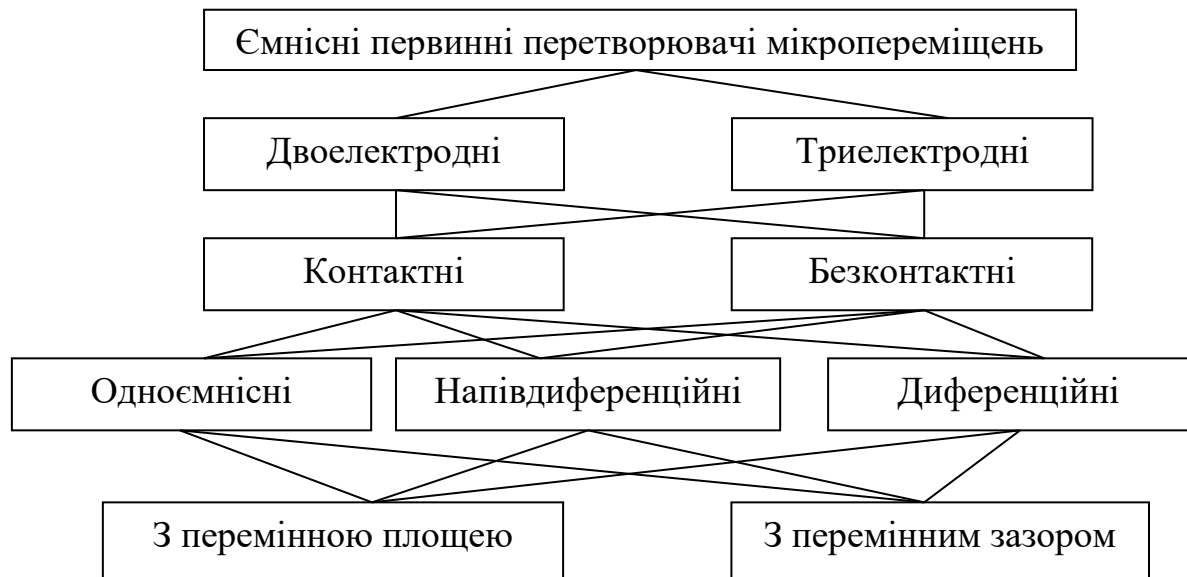 Ємнісні первинні перетворювачі мікропереміщень
Двоелектродні
Триелектродні
Контактні
Безконтактні
Одноємнісні
Напівдиференційні
Диференційні
З перемінною площею
З перемінним зазором